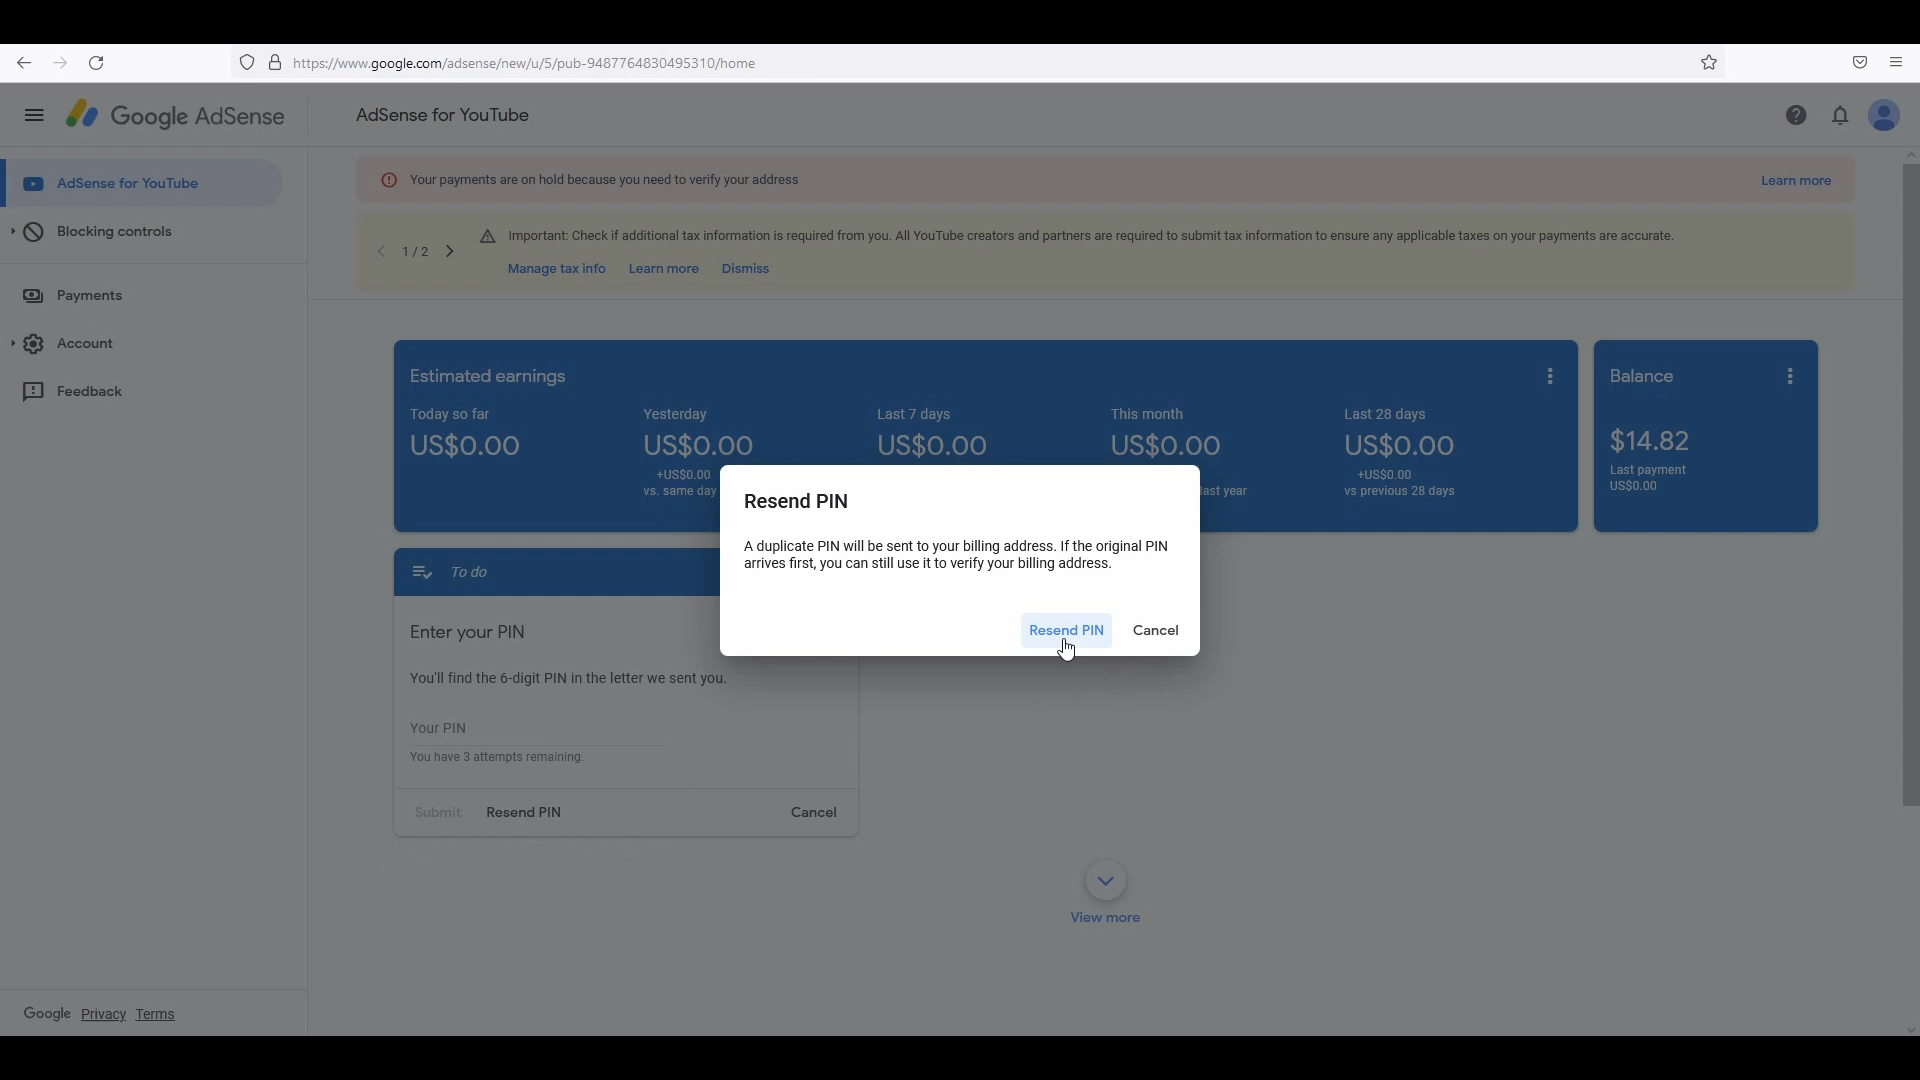 https://www.google.com/adsense/new/u/5/pub-9487764830495310/home
Google AdSense
AdSense for YouTube
AdSense for YouTube
Blocking controls
Payments
Account
Feedback
Your payments are on hold because you need to verify your address
Learn more
1 / 2
Important: Check if additional tax information is required from you. All YouTube creators and partners are required to submit tax information to ensure any applicable taxes on your payments are accurate.
Manage tax info Learn more Dismiss
Estimated earnings
Today so far
US$0.00
Yesterday
US$0.00
+US$0.00
vs. same day
Last 7 days
US$0.00
This month
US$0.00
last year
Last 28 days
US$0.00
+US$0.00
vs previous 28 days
Balance
$14.82
Last payment
US$0.00
Resend PIN
A duplicate PIN will be sent to your billing address. If the original PIN
arrives first, you can still use it to verify your billing address.
Resend PIN Cancel
To do
Enter your PIN
You'll find the 6-digit PIN in the letter we sent you.
Your PIN
You have 3 attempts remaining.
Submit Resend PIN Cancel
View more
Google Privacy Terms